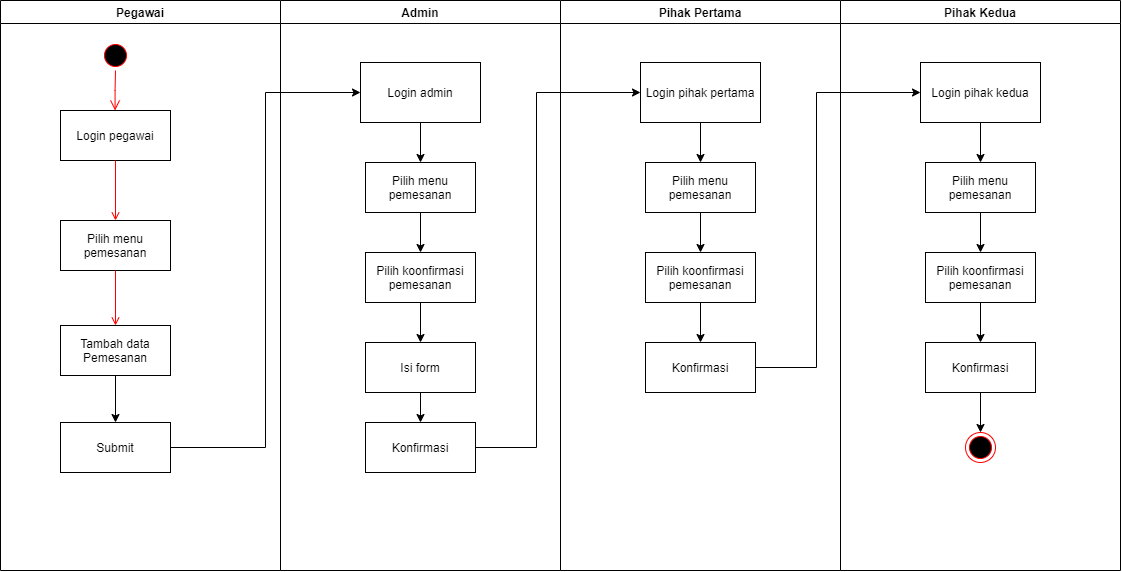 Pegawai
Admin
Pihak Pertama
Pihak Kedua
Login pegawai
Pilih menu
pemesanan
Tambah data
Pemesanan
Submit
Login admin
Pilih menu
pemesanan
Pilih koonfirmasi
pemesanan
Isi form
Konfirmasi
Login pihak pertama
Pilih menu
pemesanan
Pilih koonfirmasi
pemesanan
Konfirmasi
Login pihak kedua
Pilih menu
pemesanan
Pilih koonfirmasi
pemesanan
Konfirmasi